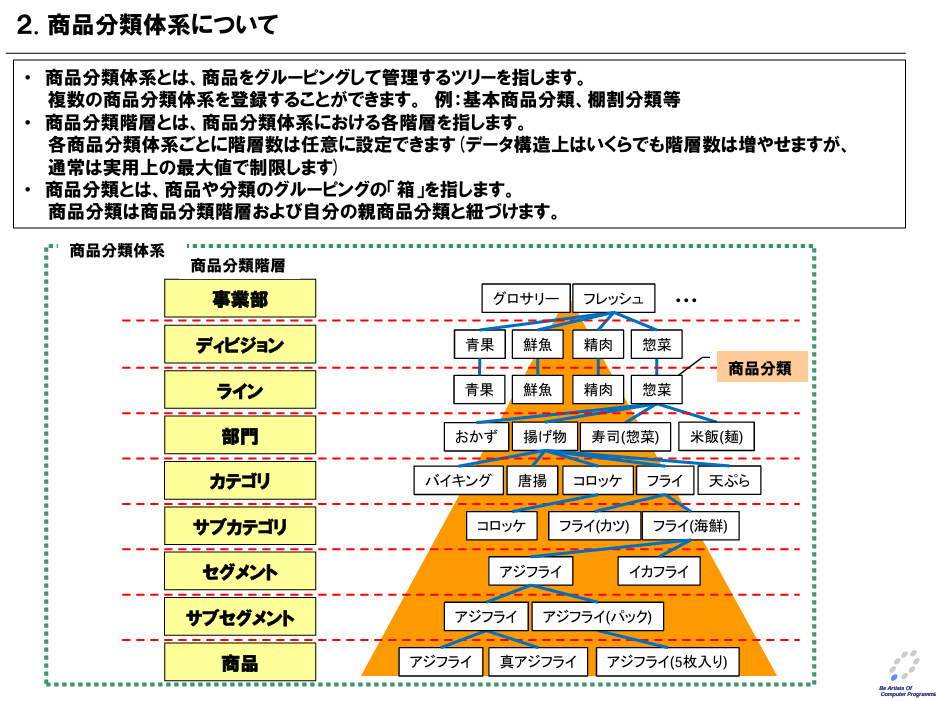 ２．商品分類体系について
・ 商品分類体系とは、商品をグルーピングして管理するツリーを指します。
複数の商品分類体系を登録することができます。　例：基本商品分類、棚割分類等
・ 商品分類階層とは、商品分類体系における各階層を指します。
各商品分類体系ごとに階層数は任意に設定できます（データ構造上はいくらでも階層数は増やせますが、
通常は実用上の最大値で制限します）
・ 商品分類とは、商品や分類のグルーピングの「箱」を指します。
商品分類は商品分類階層および自分の親商品分類と紐づけます。
商品分類体系
商品分類階層
事業部 グロサリー フレッシュ …
ディビジョン 青果 鮮魚 精肉 惣菜
商品分類
ライン 青果 鮮魚 精肉 惣菜
部門 おかず 揚げ物 寿司(惣菜) 米飯(麺)
カテゴリ バイキング 唐揚 コロッケ フライ 天ぷら
サブカテゴリ コロッケ フライ(カツ) フライ(海鮮)
セグメント アジフライ イカフライ
サブセグメント アジフライ アジフライ(パック)
商品 アジフライ 真アジフライ アジフライ(5枚入り)
Be Artists Of
Computer Programmi